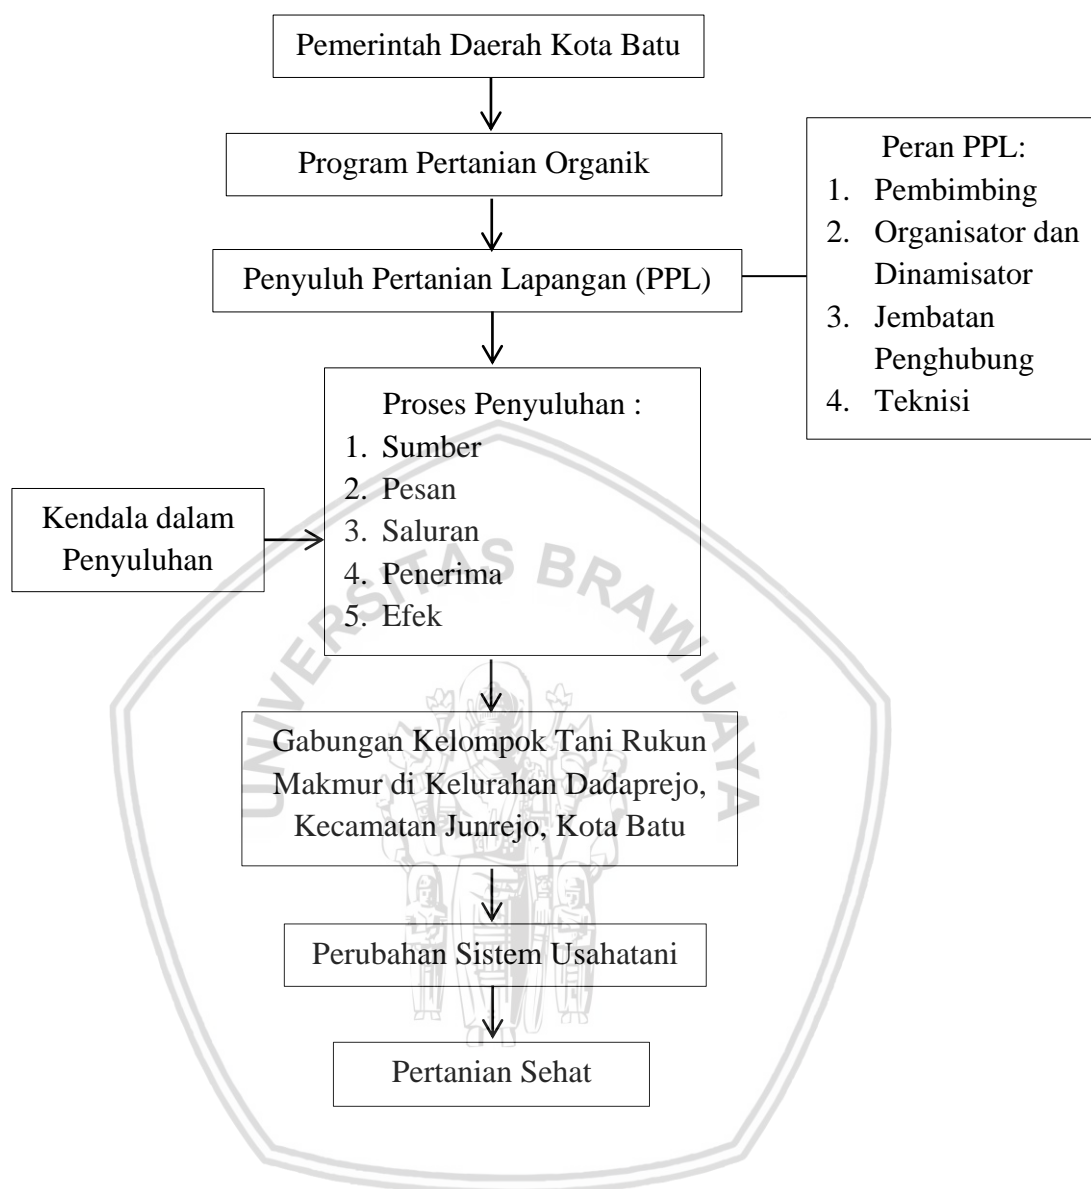 Pemerintah Daerah Kota Batu
Program Pertanian Organik
Penyuluh Pertanian Lapangan (PPL)
Peran PPL:
1. Pembimbing
2. Organisator dan
Dinamisator
3. Jembatan
Penghubung
4. Teknisi
Proses Penyuluhan :
1. Sumber
2. Pesan
3. Saluran
4. Penerima
5. Efek
Kendala dalam
Penyuluhan
Gabungan Kelompok Tani Rukun
Makmur di Kelurahan Dadaprejo,
Kecamatan Junrejo, Kota Batu
Perubahan Sistem Usahatani
Pertanian Sehat
UNIVERSITAS BRAWIJAYA